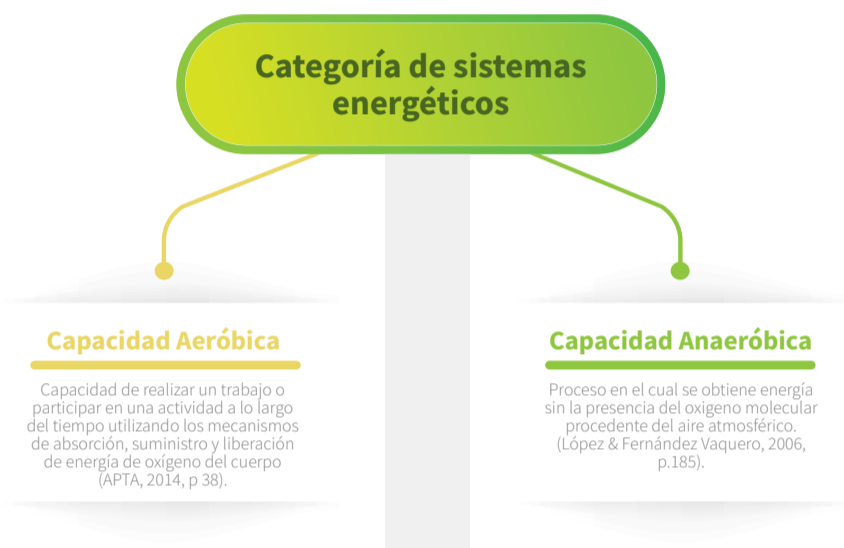 Categoría de sistemas
energéticos
Capacidad Aeróbica
Capacidad de realizar un trabajo o
participar en una actividad a lo largo
del tiempo utilizando los mecanismos
de absorción, suministro y liberación
de energía de oxígeno del cuerpo
(APTA, 2014, p 38).
Capacidad Anaeróbica
Proceso en el cual se obtiene energía
sin la presencia del oxigeno molecular
procedente del aire atmosférico.
(López & Fernández Vaquero, 2006,
p.185).